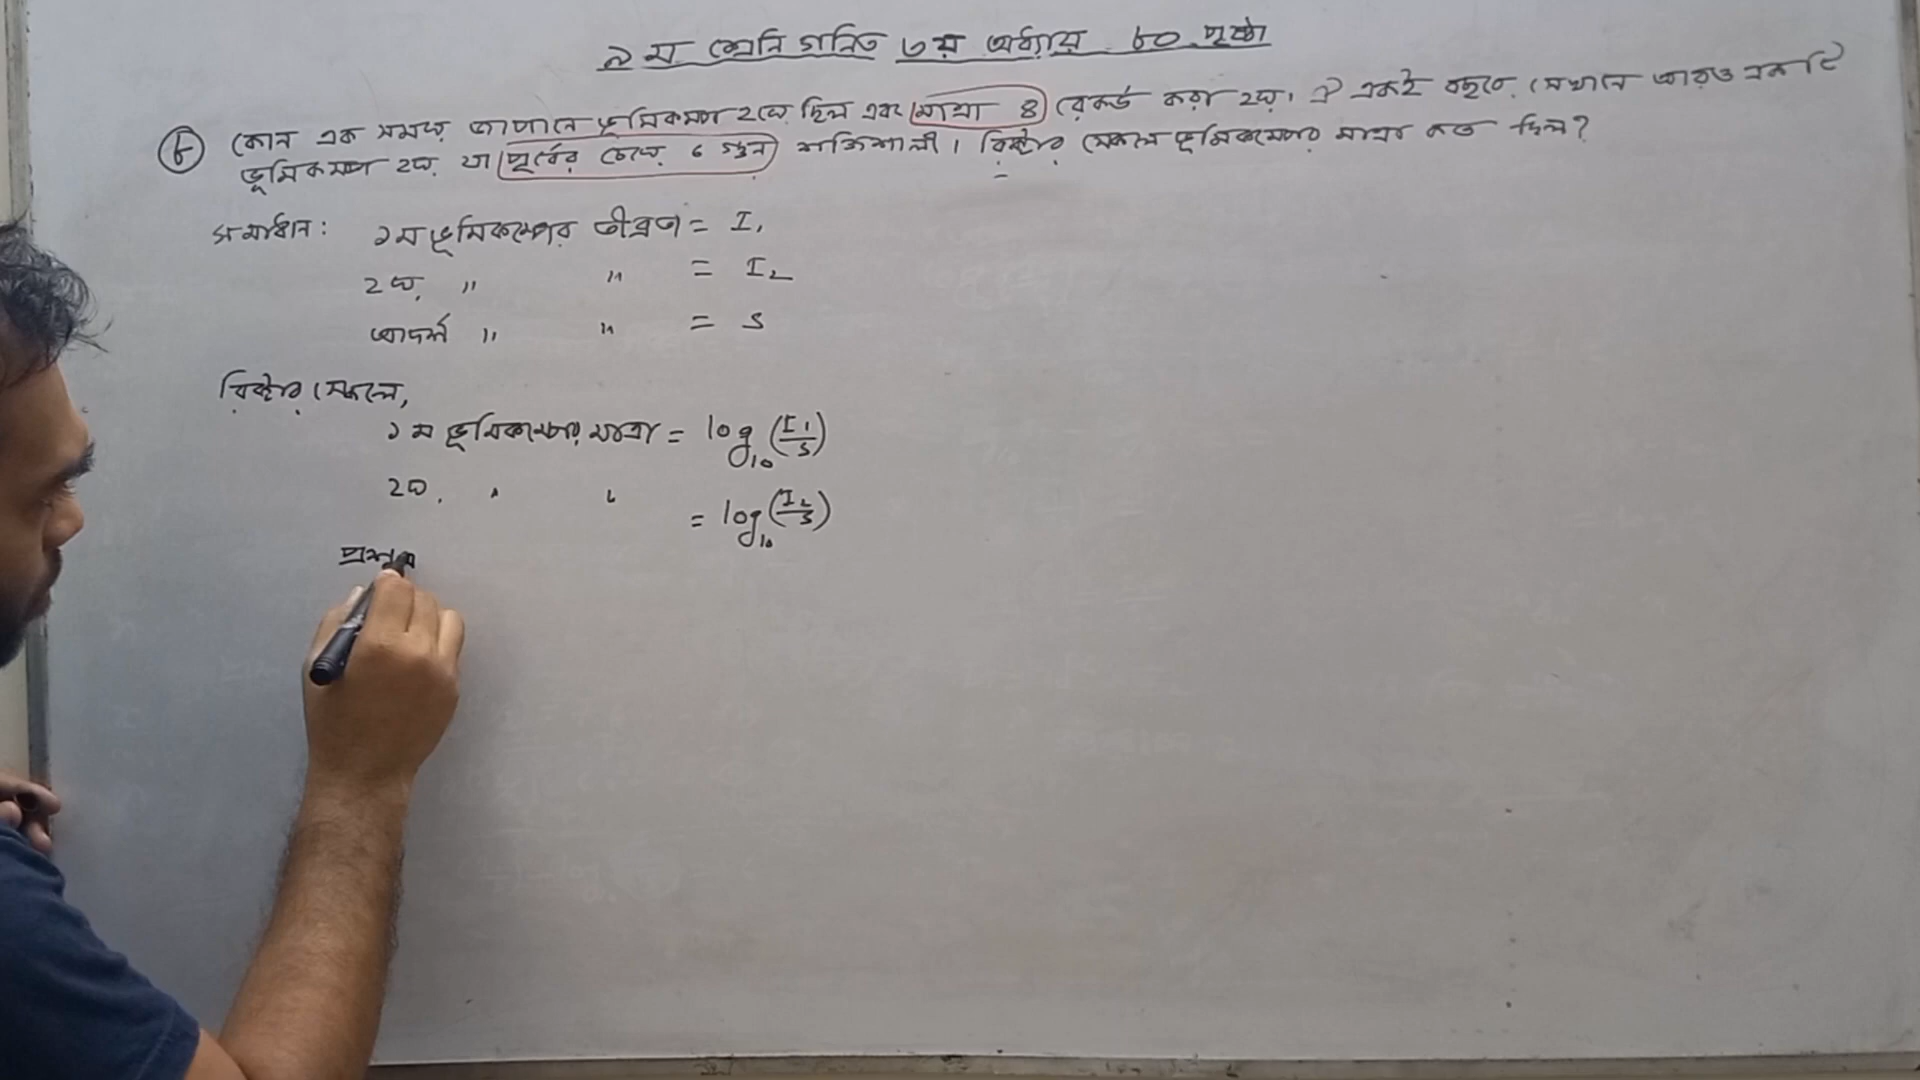 ৯ম শ্রেনি গনিত ৩য় অধ্যায় ৮০ পৃষ্ঠা
৮ কোন এক সময় জাপানে ভূমিকম্প হয়ে ছিল এবং মাত্রা ৪ রেকর্ড করা হয়। ঐ একই বছরে সেখানে আরও একটি
ভূমিকম্প হয় যা পূর্বের চেয়ে ৬ গুন শক্তিশালী। রিক্টার স্কেলে ভূমিকম্পের মাত্রা কত ছিল?
সমাধান: ১ম ভূমিকম্পের তীব্রতা = I₁
২য় " " = I₂
আদর্শ " " = S
রিক্টার স্কেলে,
১ম ভূমিকম্পের মাত্রা = log₁₀(I₁/S)
২য় " " = log₁₀(I₂/S)